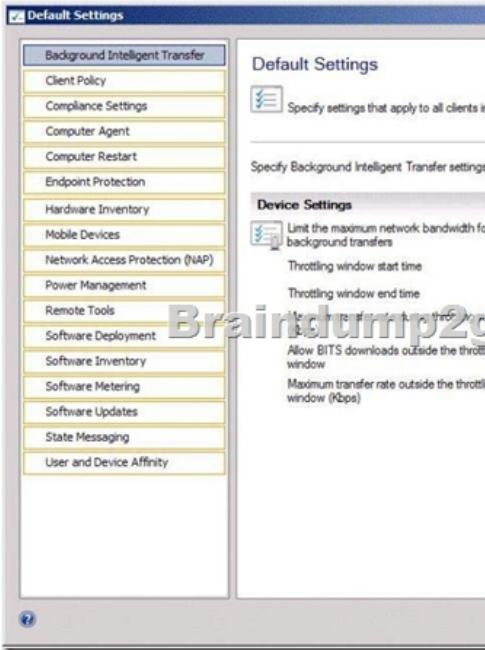 Default Settings
Background Intelligent Transfer
Client Policy
Compliance Settings
Computer Agent
Computer Restart
Endpoint Protection
Hardware Inventory
Mobile Devices
Network Access Protection (NAP)
Power Management
Remote Tools
Software Deployment
Software Inventory
Software Metering
Software Updates
State Messaging
User and Device Affinity
Default Settings
Specify settings that apply to all clients i
Specify Background Intelligent Transfer settings
Device Settings
Limit the maximum network bandwidth fo
background transfers
Throttling window start time
Throttling window end time
Braindump2g
Allow BITS downloads outside the thrott
window
Maximum transfer rate outside the throttli
window (Kbps)